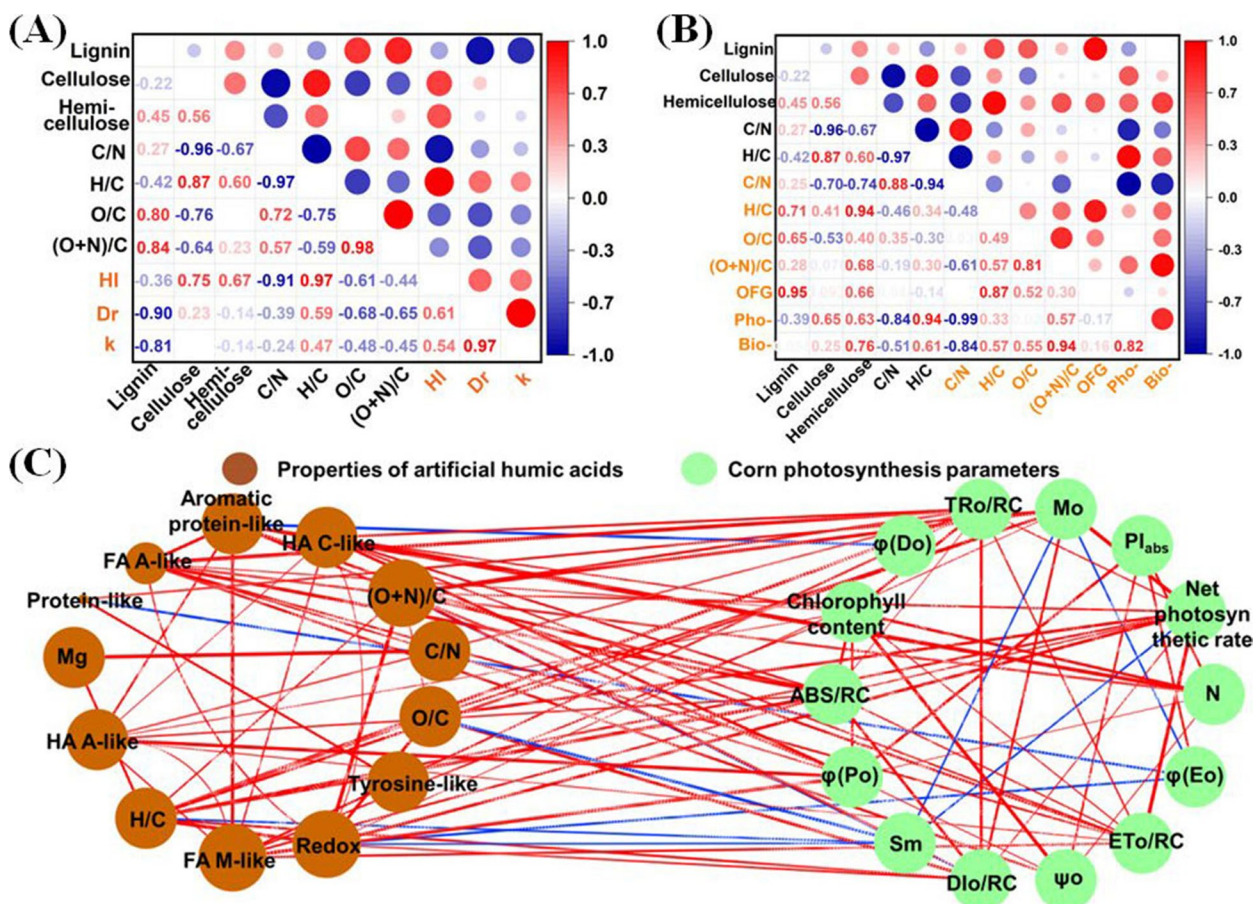 (A)
Lignin
Cellulose -0.22
Hemi-
cellulose 0.45 0.56
C/N 0.27 -0.96 -0.67
H/C -0.42 0.87 0.60 -0.97
O/C 0.80 -0.76 0.72 -0.75
(O+N)/C 0.84 -0.64 0.23 0.57 -0.59 0.98
HI -0.36 0.75 0.67 -0.91 0.97 -0.61 -0.44
Dr -0.90 0.23 -0.14 -0.39 0.59 -0.68 -0.65 0.61
k -0.81 -0.14 -0.24 0.47 -0.48 -0.45 0.54 0.97
Lignin
Cellulose
Hemi-
cellulose
C/N
H/C
O/C
(O+N)/C
HI
Dr
k
1.0
0.7
0.3
0.0
-0.3
-0.7
-1.0
(B)
Lignin
Cellulose -0.22
Hemicellulose 0.45 0.56
C/N 0.27 -0.96 -0.67
H/C -0.42 0.87 0.60 -0.97
C/N 0.25 -0.70 -0.74 0.88 -0.94
H/C 0.71 0.41 0.94 -0.46 0.34 -0.48
O/C 0.65 -0.53 0.40 0.35 -0.30 0.49
(O+N)/C 0.28 0.68 -0.19 0.30 -0.61 0.57 0.81
OFG 0.95 0.66 -0.14 0.87 0.52 0.30
Pho- -0.39 0.65 0.63 -0.84 0.94 -0.99 0.33 0.57 -0.17
Bio- 0.25 0.76 -0.51 0.61 -0.84 0.57 0.55 0.94 0.16 0.82
Lignin
Cellulose
Hemicellulose
C/N
H/C
C/N
H/C
O/C
(O+N)/C
OFG
Pho-
Bio-
1.0
0.7
0.3
0.0
-0.3
-0.7
-1.0
(C)
Properties of artificial humic acids
Corn photosynthesis parameters
Aromatic
protein-like
HA C-like
FA A-like
(O+N)/C
Protein-like
C/N
Mg
O/C
HA A-like
Tyrosine-like
H/C
Redox
FA M-like
TRo/RC
Mo
φ(Do)
PIabs
Chlorophyll
content
Net
photosyn
thetic rate
ABS/RC
N
φ(Po)
φ(Eo)
Sm
ETo/RC
DIo/RC
ψo